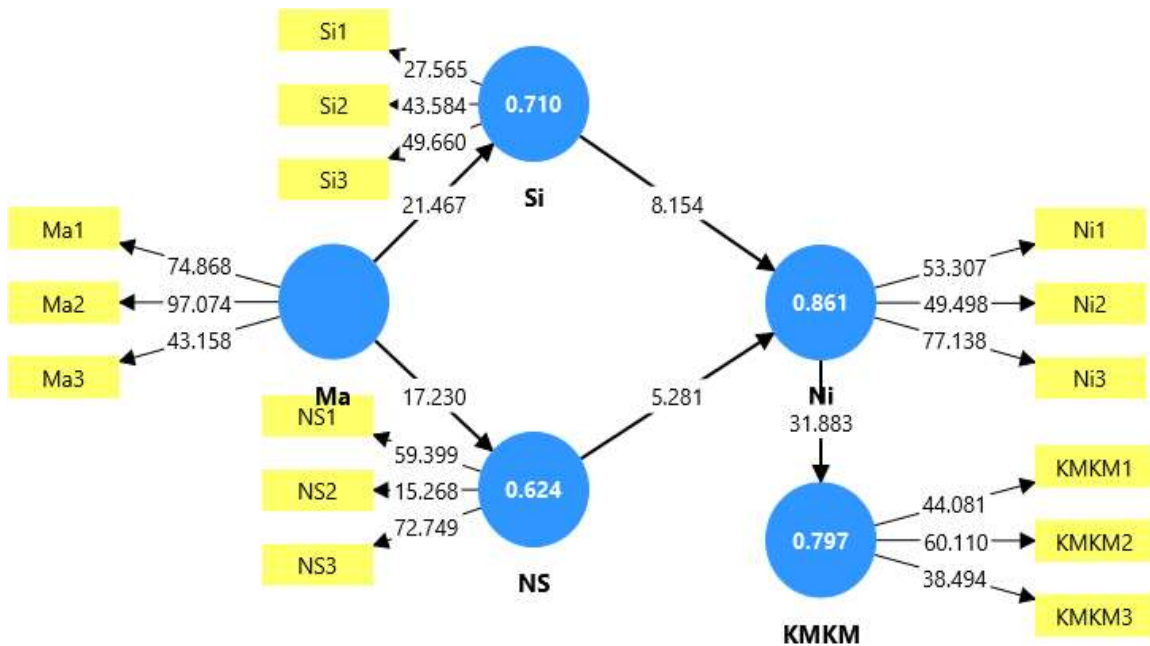 Si1
27.565
Si2
43.584
0.710
49.660
Si3
Si
21.467
8.154
Ma1
74.868
Ma2
97.074
43.158
Ma3
Ma
0.861
Ni
Ni1
53.307
Ni2
49.498
77.138
Ni3
17.230
5.281
31.883
NS1
59.399
NS2
15.268
0.624
72.749
NS3
NS
0.797
KMKM
KMKM1
44.081
60.110
KMKM2
38.494
KMKM3